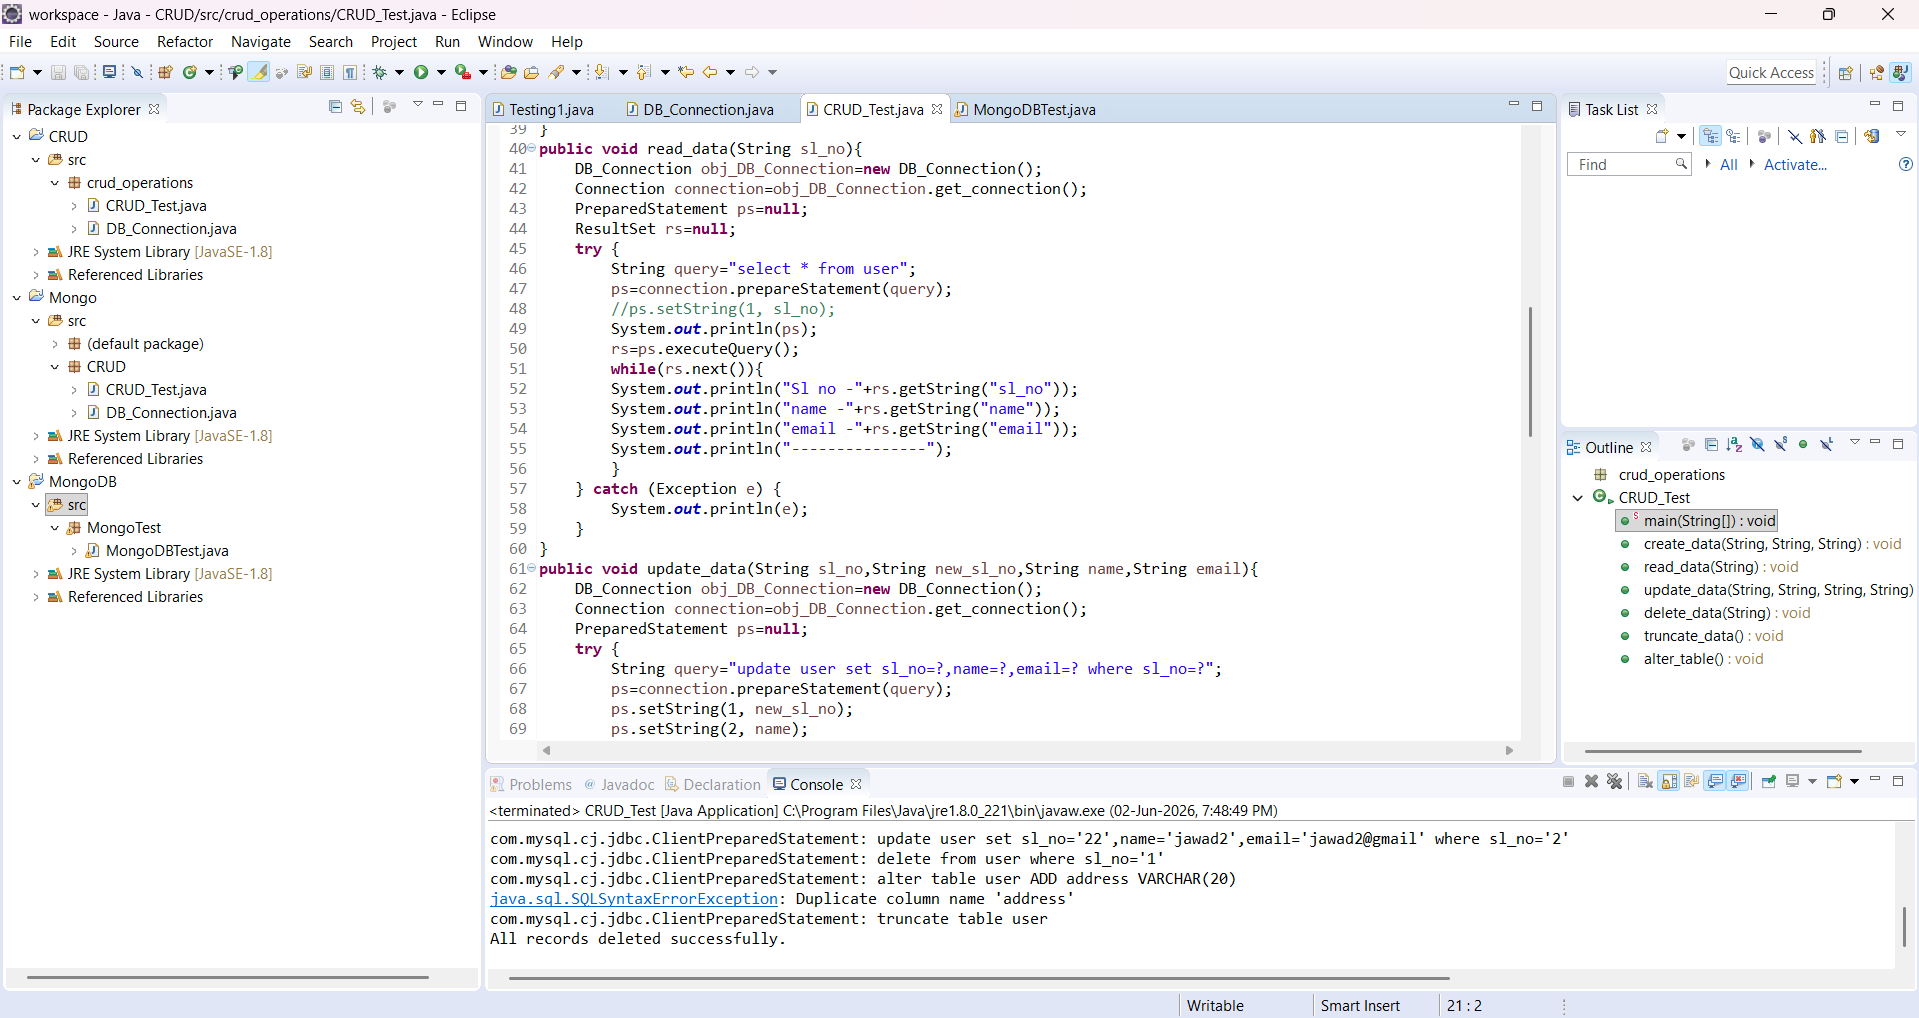 workspace - Java - CRUD/src/crud_operations/CRUD_Test.java - Eclipse
File Edit Source Refactor Navigate Search Project Run Window Help
Quick Access
Package Explorer
CRUD
src
crud_operations
CRUD_Test.java
DB_Connection.java
JRE System Library [JavaSE-1.8]
Referenced Libraries
Mongo
src
(default package)
CRUD
CRUD_Test.java
DB_Connection.java
JRE System Library [JavaSE-1.8]
Referenced Libraries
MongoDB
src
MongoTest
MongoDBTest.java
JRE System Library [JavaSE-1.8]
Referenced Libraries
Testing1.java DB_Connection.java CRUD_Test.java MongoDBTest.java
39 }
40 public void read_data(String sl_no){
41 DB_Connection obj_DB_Connection=new DB_Connection();
42 Connection connection=obj_DB_Connection.get_connection();
43 PreparedStatement ps=null;
44 ResultSet rs=null;
45 try {
46 String query="select * from user";
47 ps=connection.prepareStatement(query);
48 //ps.setString(1, sl_no);
49 System.out.println(ps);
50 rs=ps.executeQuery();
51 while(rs.next()){
52 System.out.println("Sl no -"+rs.getString("sl_no"));
53 System.out.println("name -"+rs.getString("name"));
54 System.out.println("email -"+rs.getString("email"));
55 System.out.println("---------------");
56 }
57 } catch (Exception e) {
58 System.out.println(e);
59 }
60 }
61 public void update_data(String sl_no,String new_sl_no,String name,String email){
62 DB_Connection obj_DB_Connection=new DB_Connection();
63 Connection connection=obj_DB_Connection.get_connection();
64 PreparedStatement ps=null;
65 try {
66 String query="update user set sl_no=?,name=?,email=? where sl_no=?";
67 ps=connection.prepareStatement(query);
68 ps.setString(1, new_sl_no);
69 ps.setString(2, name);
Task List
Find All Activate...
Outline
crud_operations
CRUD_Test
main(String[]) : void
create_data(String, String, String) : void
read_data(String) : void
update_data(String, String, String, String)
delete_data(String) : void
truncate_data() : void
alter_table() : void
Problems @ Javadoc Declaration Console
<terminated> CRUD_Test [Java Application] C:\Program Files\Java\jre1.8.0_221\bin\javaw.exe (02-Jun-2026, 7:48:49 PM)
com.mysql.cj.jdbc.ClientPreparedStatement: update user set sl_no='22',name='jawad2',email='jawad2@gmail' where sl_no='2'
com.mysql.cj.jdbc.ClientPreparedStatement: delete from user where sl_no='1'
com.mysql.cj.jdbc.ClientPreparedStatement: alter table user ADD address VARCHAR(20)
java.sql.SQLSyntaxErrorException: Duplicate column name 'address'
com.mysql.cj.jdbc.ClientPreparedStatement: truncate table user
All records deleted successfully.
Writable Smart Insert 21 : 2